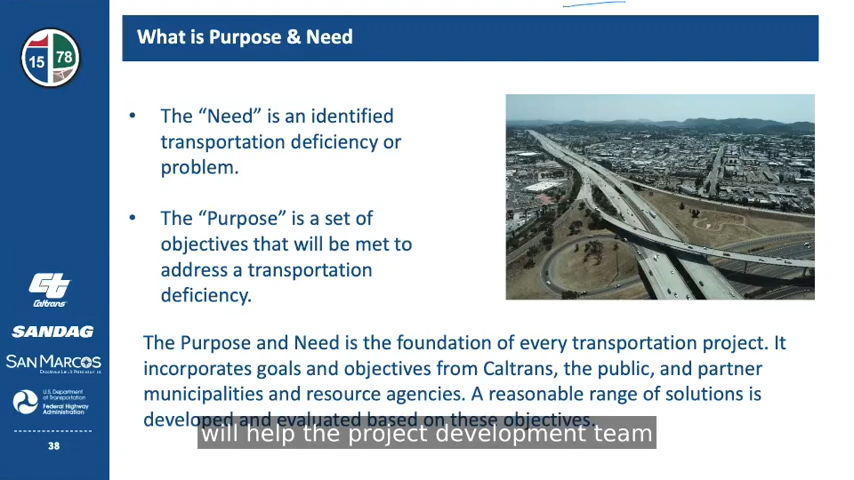 What is Purpose & Need
15
78
• The “Need” is an identified
transportation deficiency or
problem.
• The “Purpose” is a set of
objectives that will be met to
address a transportation
deficiency.
The Purpose and Need is the foundation of every transportation project. It
incorporates goals and objectives from Caltrans, the public, and partner
municipalities and resource agencies. A reasonable range of solutions is
developed and evaluated based on these objectives.
will help the project development team
ct
Caltrans
SANDAG
SAN MARCOS
U.S. Department
of Transportation
Federal Highway
Administration
38